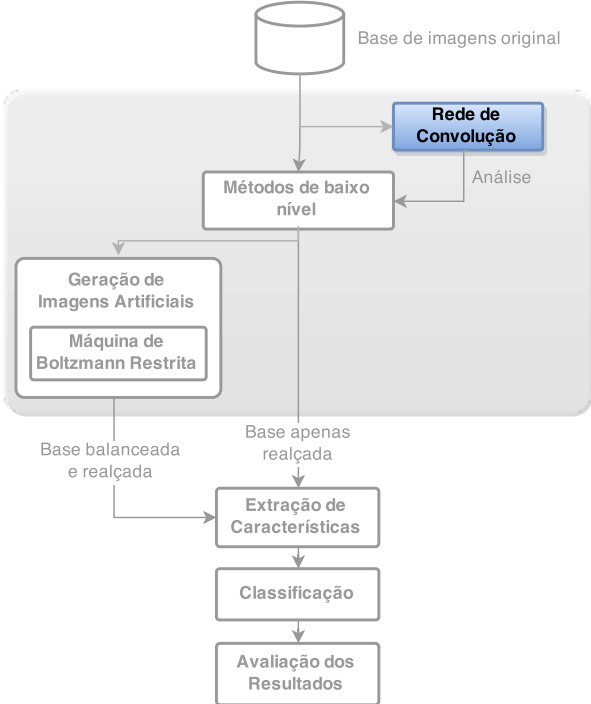 Base de imagens original
Rede de
Convolução
Análise
Métodos de baixo
nível
Geração de
Imagens Artificiais
Máquina de
Boltzmann Restrita
Base balanceada
e realçada
Base apenas
realçada
Extração de
Características
Classificação
Avaliação dos
Resultados